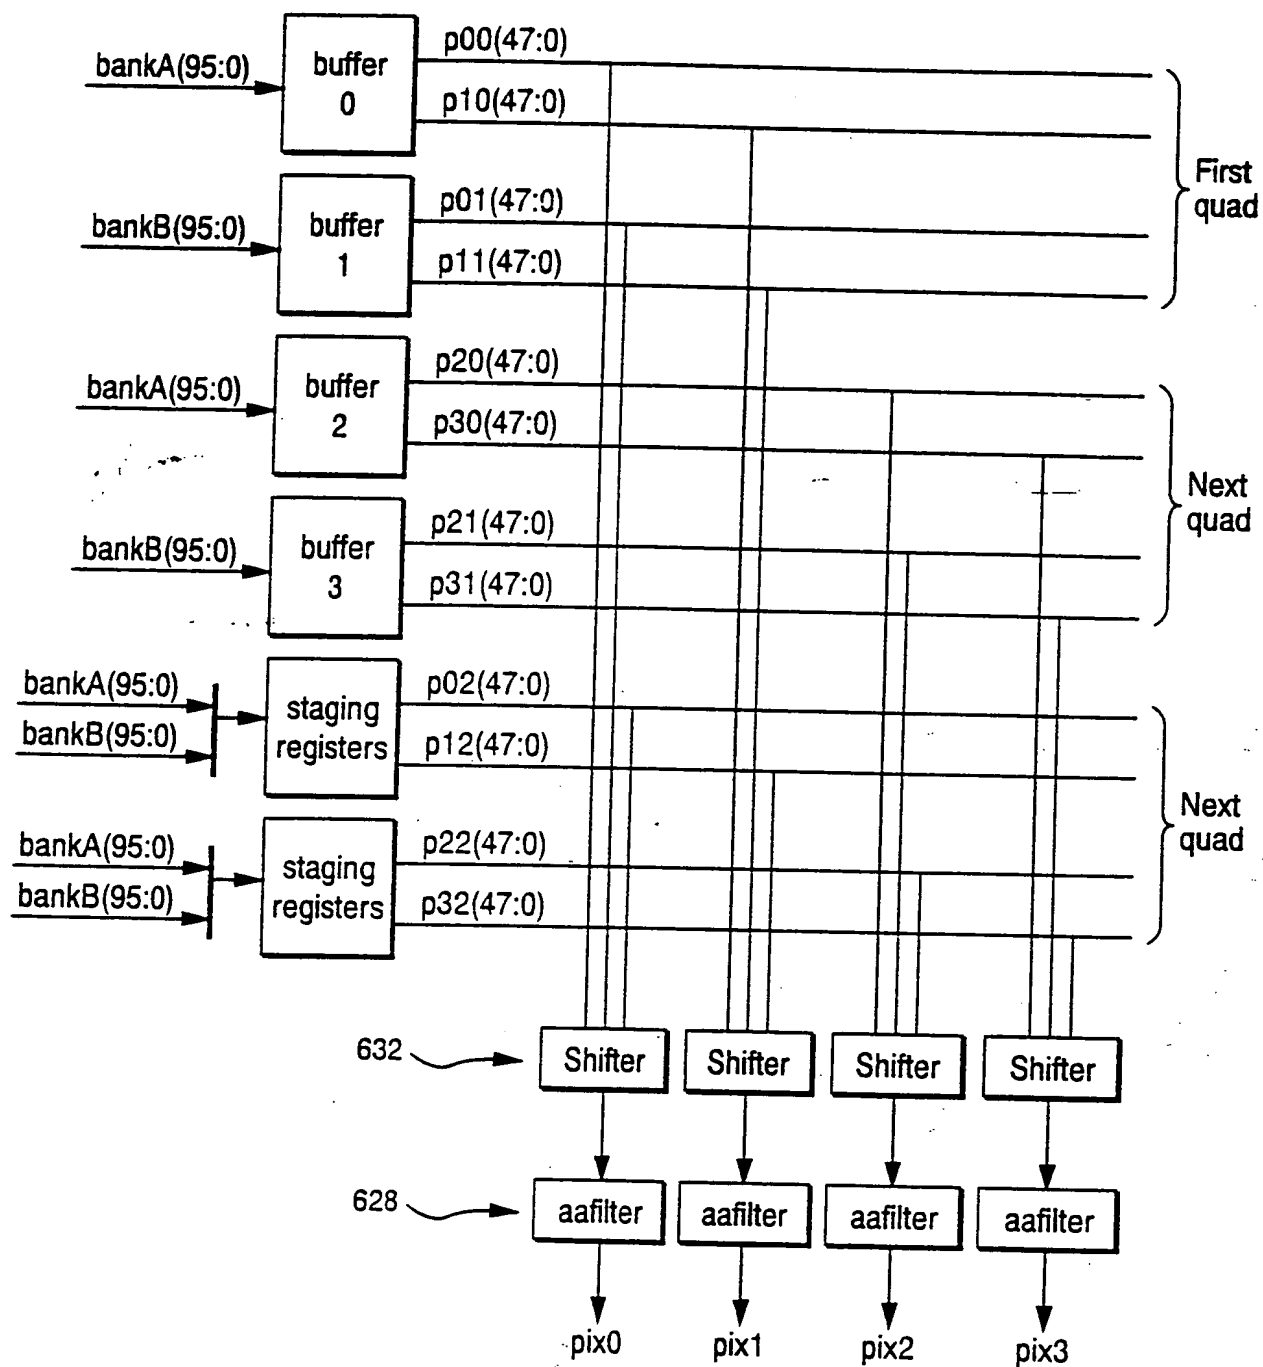 p00(47:0)
bankA(95:0)
buffer
0
p10(47:0)
First
quad
p01(47:0)
bankB(95:0)
buffer
1
p11(47:0)
p20(47:0)
bankA(95:0)
buffer
2
p30(47:0)
Next
quad
p21(47:0)
bankB(95:0)
buffer
3
p31(47:0)
bankA(95:0)
bankB(95:0)
staging
registers
p02(47:0)
p12(47:0)
Next
quad
bankA(95:0)
bankB(95:0)
staging
registers
p22(47:0)
p32(47:0)
632
Shifter
Shifter
Shifter
Shifter
628
aafilter
aafilter
aafilter
aafilter
pix0
pix1
pix2
pix3